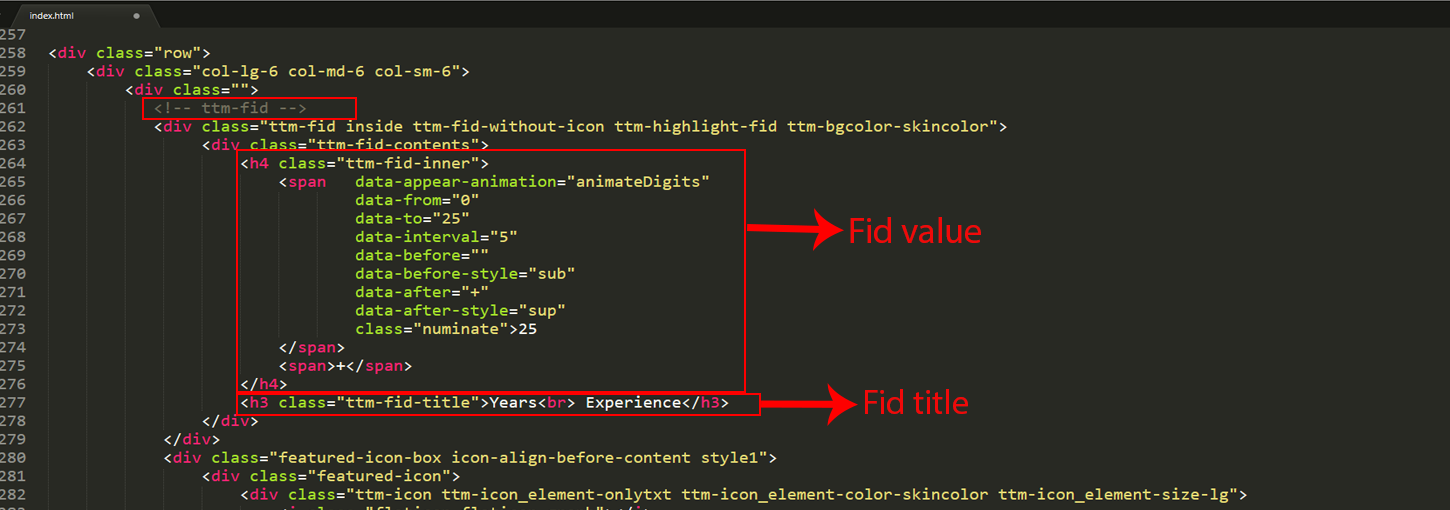 index.html
257
258 <div class="row">
259 <div class="col-lg-6 col-md-6 col-sm-6">
260 <div class="">
261 <!-- ttm-fid -->
262 <div class="ttm-fid inside ttm-fid-without-icon ttm-highlight-fid ttm-bgcolor-skincolor">
263 <div class="ttm-fid-contents">
264 <h4 class="ttm-fid-inner">
265 <span data-appear-animation="animateDigits"
266 data-from="0"
267 data-to="25"
Fid value
268 data-interval="5"
269 data-before=""
270 data-before-style="sub"
271 data-after="+"
272 data-after-style="sup"
273 class="numinate">25
274 </span>
275 <span>+</span>
276 </h4>
277 <h3 class="ttm-fid-title">Years<br> Experience</h3>
Fid title
278 </div>
279 </div>
280 <div class="featured-icon-box icon-align-before-content style1">
281 <div class="featured-icon">
282 <div class="ttm-icon ttm-icon_element-onlytxt ttm-icon_element-color-skincolor ttm-icon_element-size-lg">